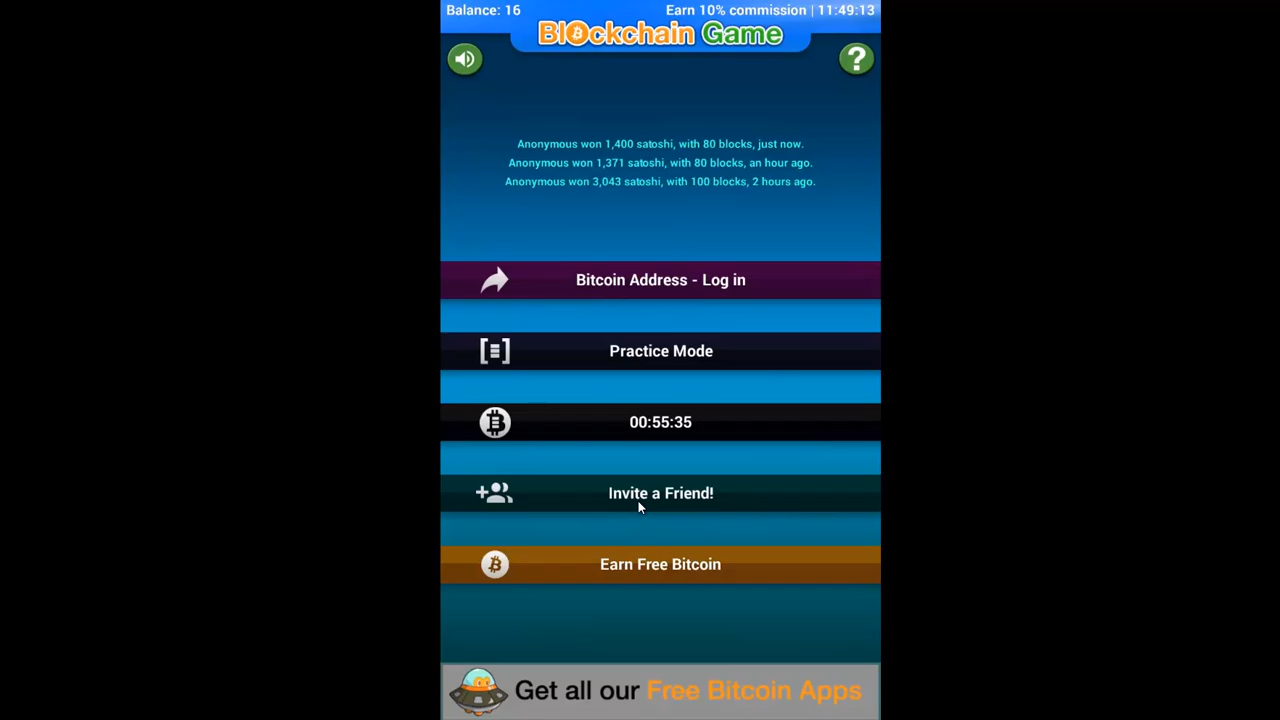 Balance: 16
Earn 10% commission | 11:49:13
Blockchain Game
?
Anonymous won 1,400 satoshi, with 80 blocks, just now.
Anonymous won 1,371 satoshi, with 80 blocks, an hour ago.
Anonymous won 3,043 satoshi, with 100 blocks, 2 hours ago.
Bitcoin Address - Log in
Practice Mode
00:55:35
Invite a Friend!
Earn Free Bitcoin
Get all our Free Bitcoin Apps